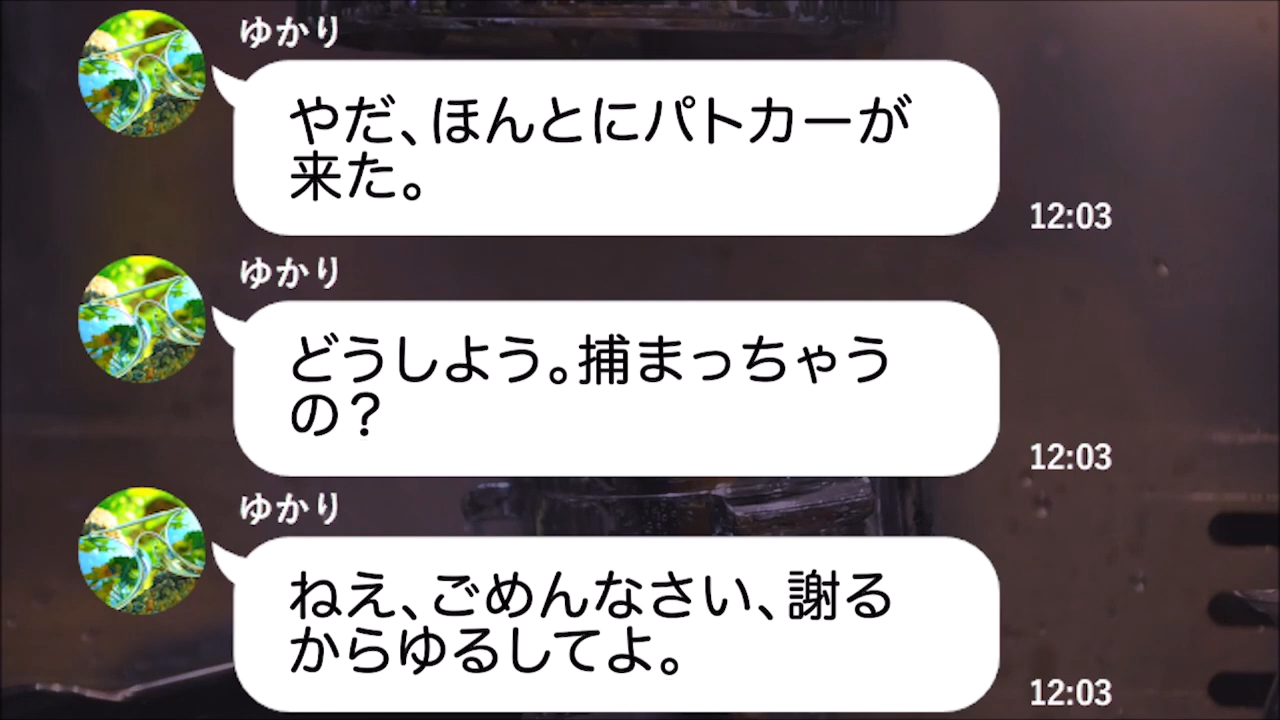 ゆかり
やだ、ほんとにパトカーが
来た。
12:03
ゆかり
どうしよう。捕まっちゃう
の？
12:03
ゆかり
ねえ、ごめんなさい、謝る
からゆるしてよ。
12:03